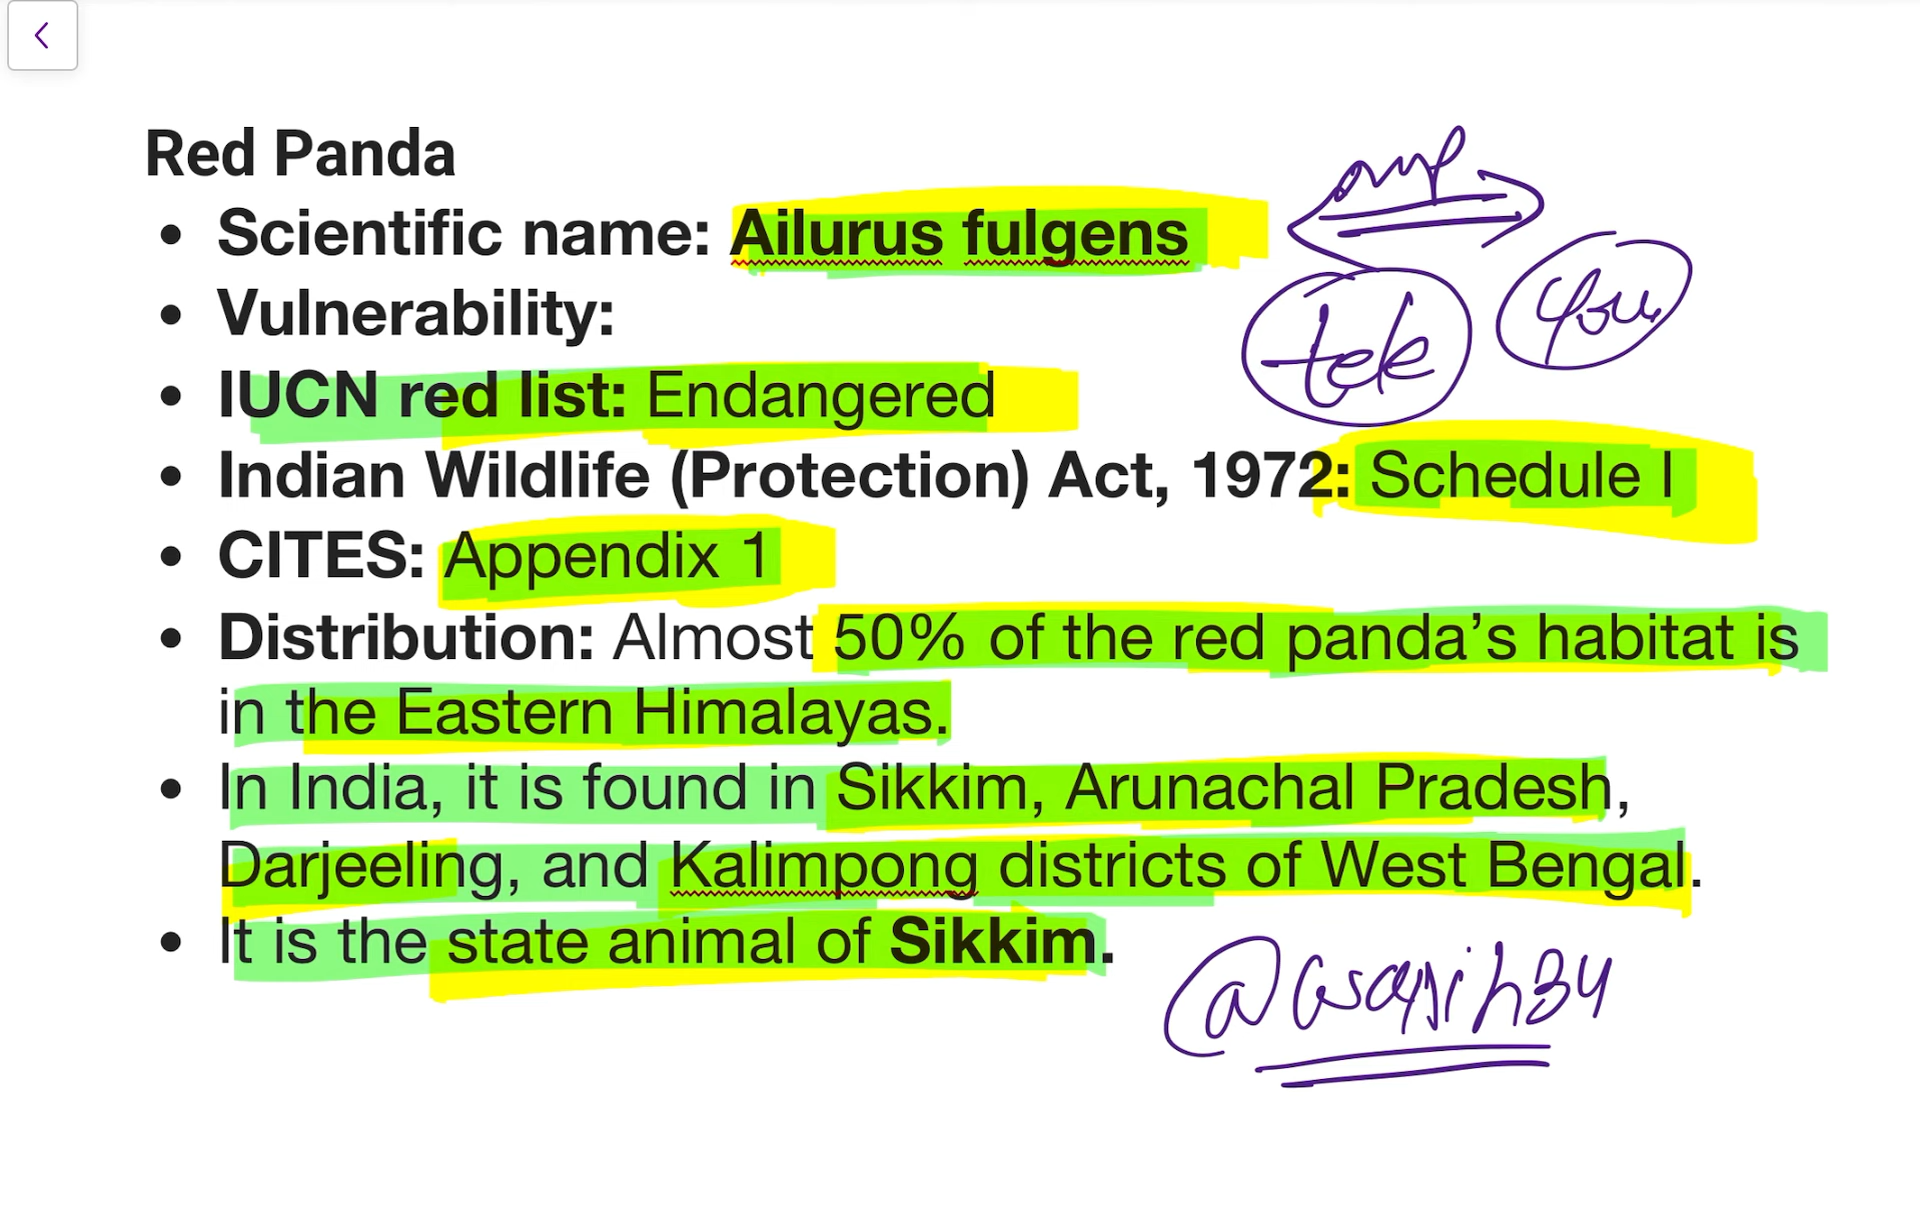 Red Panda
• Scientific name: Ailurus fulgens
• Vulnerability:
• IUCN red list: Endangered
• Indian Wildlife (Protection) Act, 1972: Schedule I
• CITES: Appendix 1
• Distribution: Almost 50% of the red panda’s habitat is
in the Eastern Himalayas.
• In India, it is found in Sikkim, Arunachal Pradesh,
Darjeeling, and Kalimpong districts of West Bengal.
• It is the state animal of Sikkim.
tele
You